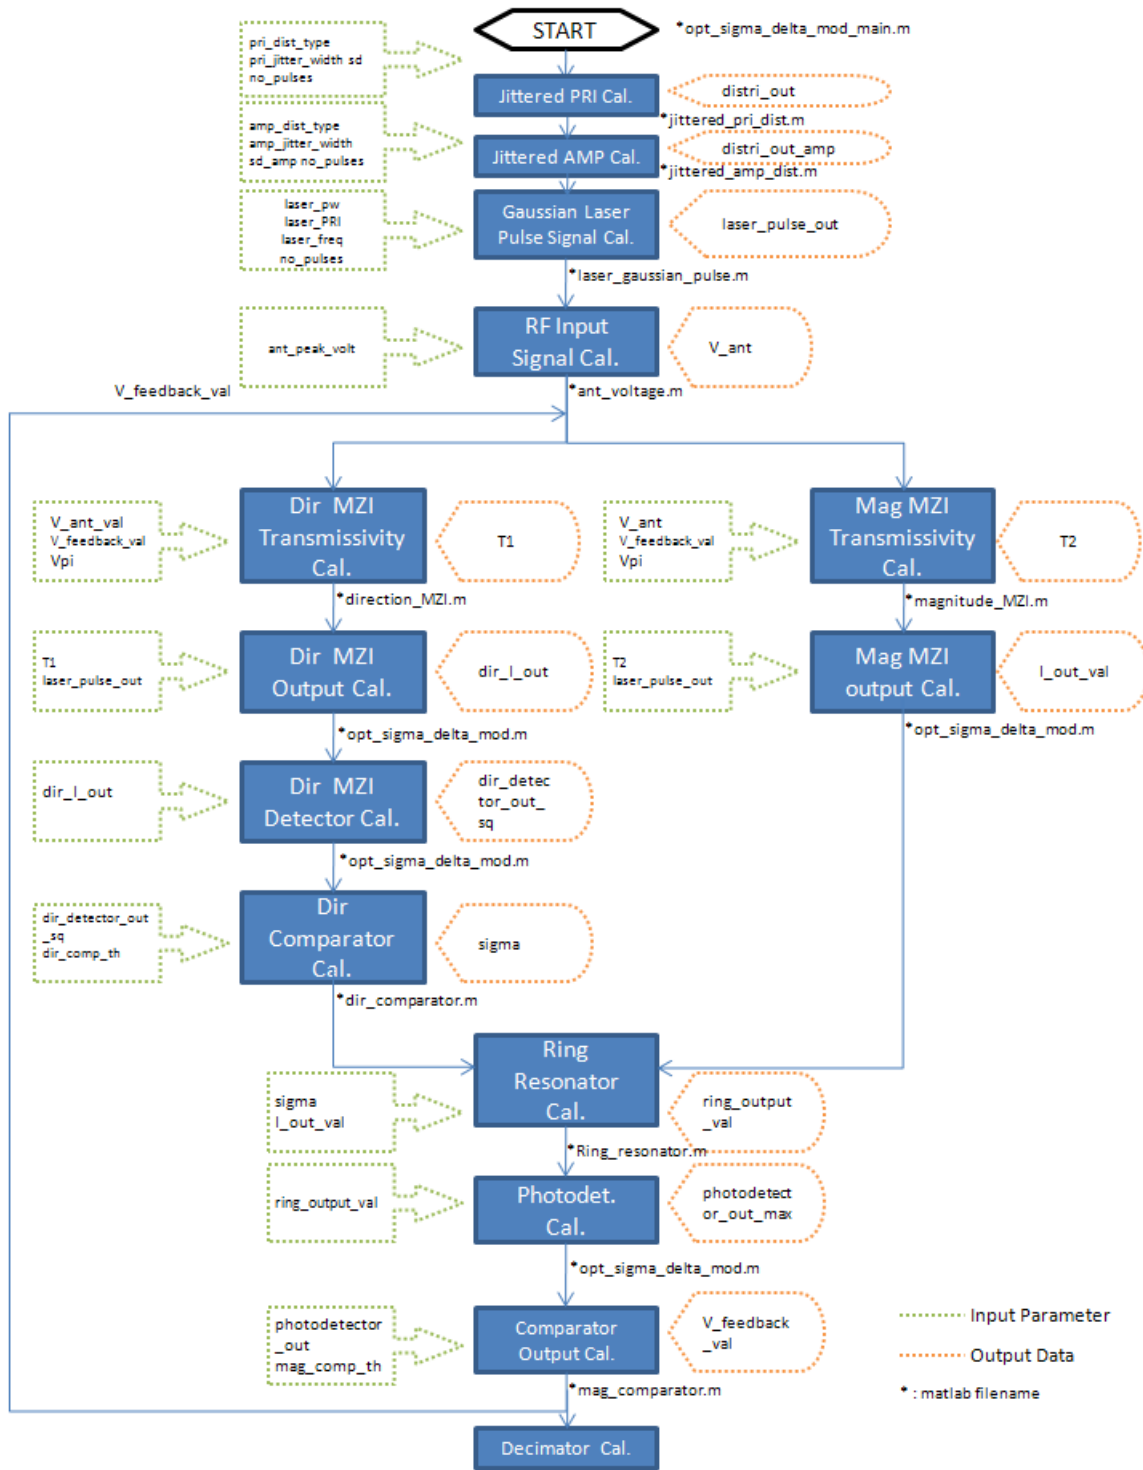 START
*opt_sigma_delta_mod_main.m
pri_dist_type
pri_jitter_width sd
no_pulses
Jittered PRI Cal.
distri_out
*jittered_pri_dist.m
amp_dist_type
amp_jitter_width
sd_amp no_pulses
Jittered AMP Cal.
distri_out_amp
*jittered_amp_dist.m
laser_pw
laser_PRI
laser_freq
no_pulses
Gaussian Laser
Pulse Signal Cal.
laser_pulse_out
*laser_gaussian_pulse.m
ant_peak_volt
RF Input
Signal Cal.
V_ant
*ant_voltage.m
V_feedback_val
V_ant_val
V_feedback_val
Vpi
Dir MZI
Transmissivity
Cal.
T1
*direction_MZI.m
V_ant
V_feedback_val
Vpi
Mag MZI
Transmissivity
Cal.
T2
*magnitude_MZI.m
T1
laser_pulse_out
Dir MZI
Output Cal.
dir_I_out
*opt_sigma_delta_mod.m
T2
laser_pulse_out
Mag MZI
output Cal.
I_out_val
*opt_sigma_delta_mod.m
dir_I_out
Dir MZI
Detector Cal.
dir_detec
tor_out_
sq
*opt_sigma_delta_mod.m
dir_detector_out
_sq
dir_comp_th
Dir
Comparator
Cal.
sigma
*dir_comparator.m
sigma
I_out_val
Ring
Resonator
Cal.
ring_output
_val
*Ring_resonator.m
ring_output_val
Photodet.
Cal.
photodetect
or_out_max
*opt_sigma_delta_mod.m
photodetector
_out
mag_comp_th
Comparator
Output Cal.
V_feedback
_val
*mag_comparator.m
Decimator Cal.
Input Parameter
Output Data
* : matlab filename